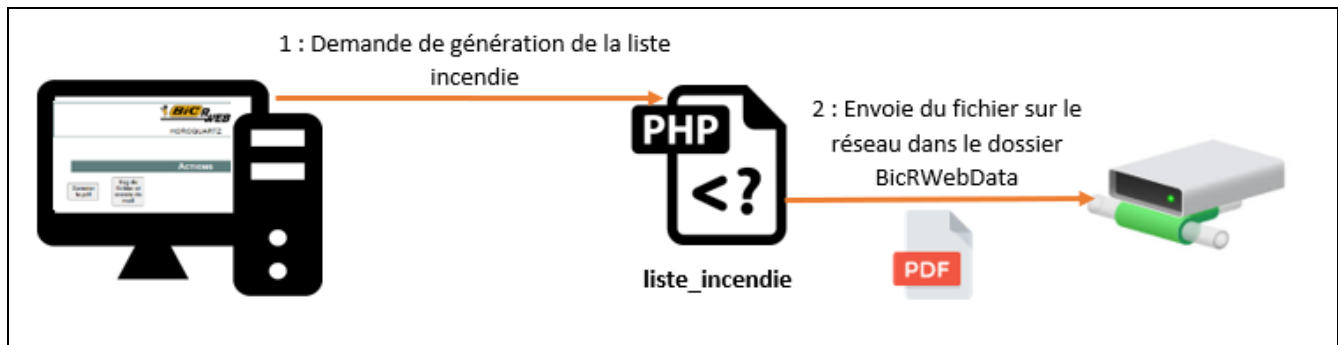 1 : Demande de génération de la liste
incendie
2 : Envoie du fichier sur le
réseau dans le dossier
BicRWebData
BiC R WEB
HOROQUARTZ
ACTIONS
PHP
<?
PDF
liste_incendie